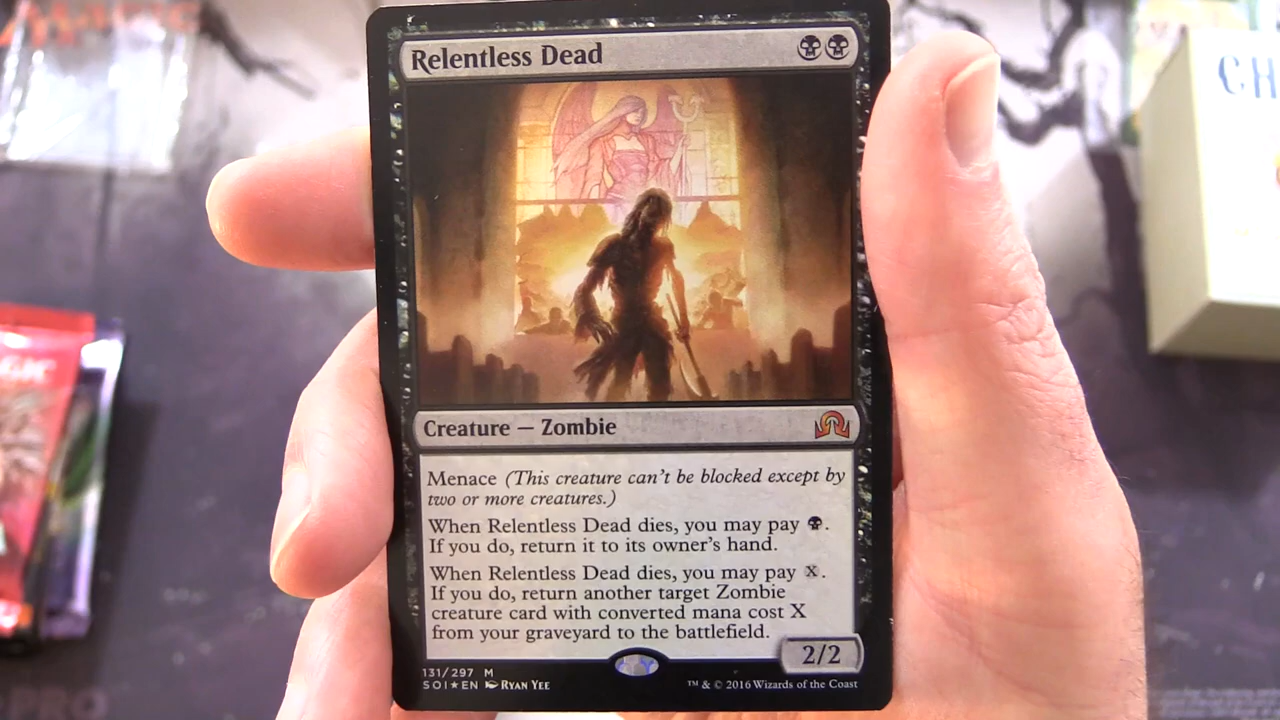 Relentless Dead
Creature — Zombie
Menace (This creature can't be blocked except by
two or more creatures.)
When Relentless Dead dies, you may pay .
If you do, return it to its owner's hand.
When Relentless Dead dies, you may pay X.
If you do, return another target Zombie
creature card with converted mana cost X
from your graveyard to the battlefield.
2/2
131/297 M
SOI★EN RYAN YEE
™ & © 2016 Wizards of the Coast
CH
GIC
PRO